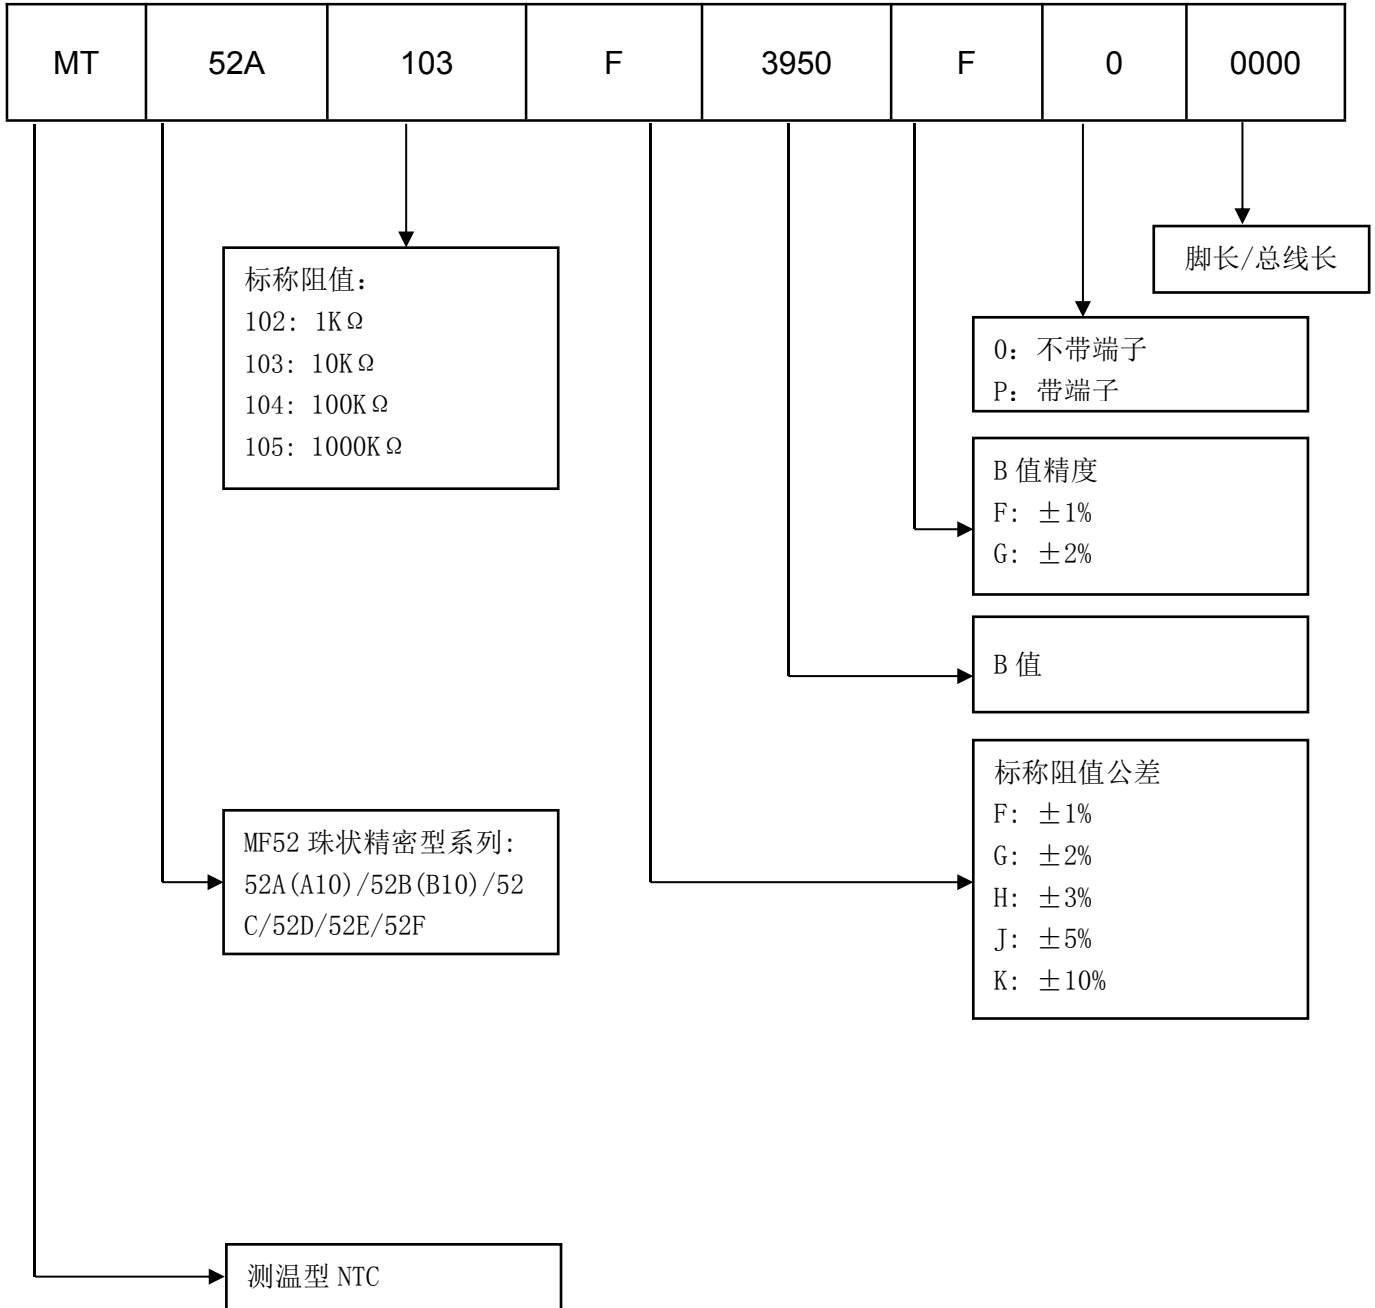 MT 52A 103 F 3950 F 0 0000
脚长/总线长
标称阻值：
102: 1KΩ
103: 10KΩ
104: 100KΩ
105: 1000KΩ
0：不带端子
P：带端子
B 值精度
F: ±1%
G: ±2%
B 值
标称阻值公差
F: ±1%
G: ±2%
H: ±3%
J: ±5%
K: ±10%
MF52 珠状精密型系列:
52A(A10)/52B(B10)/52
C/52D/52E/52F
测温型 NTC